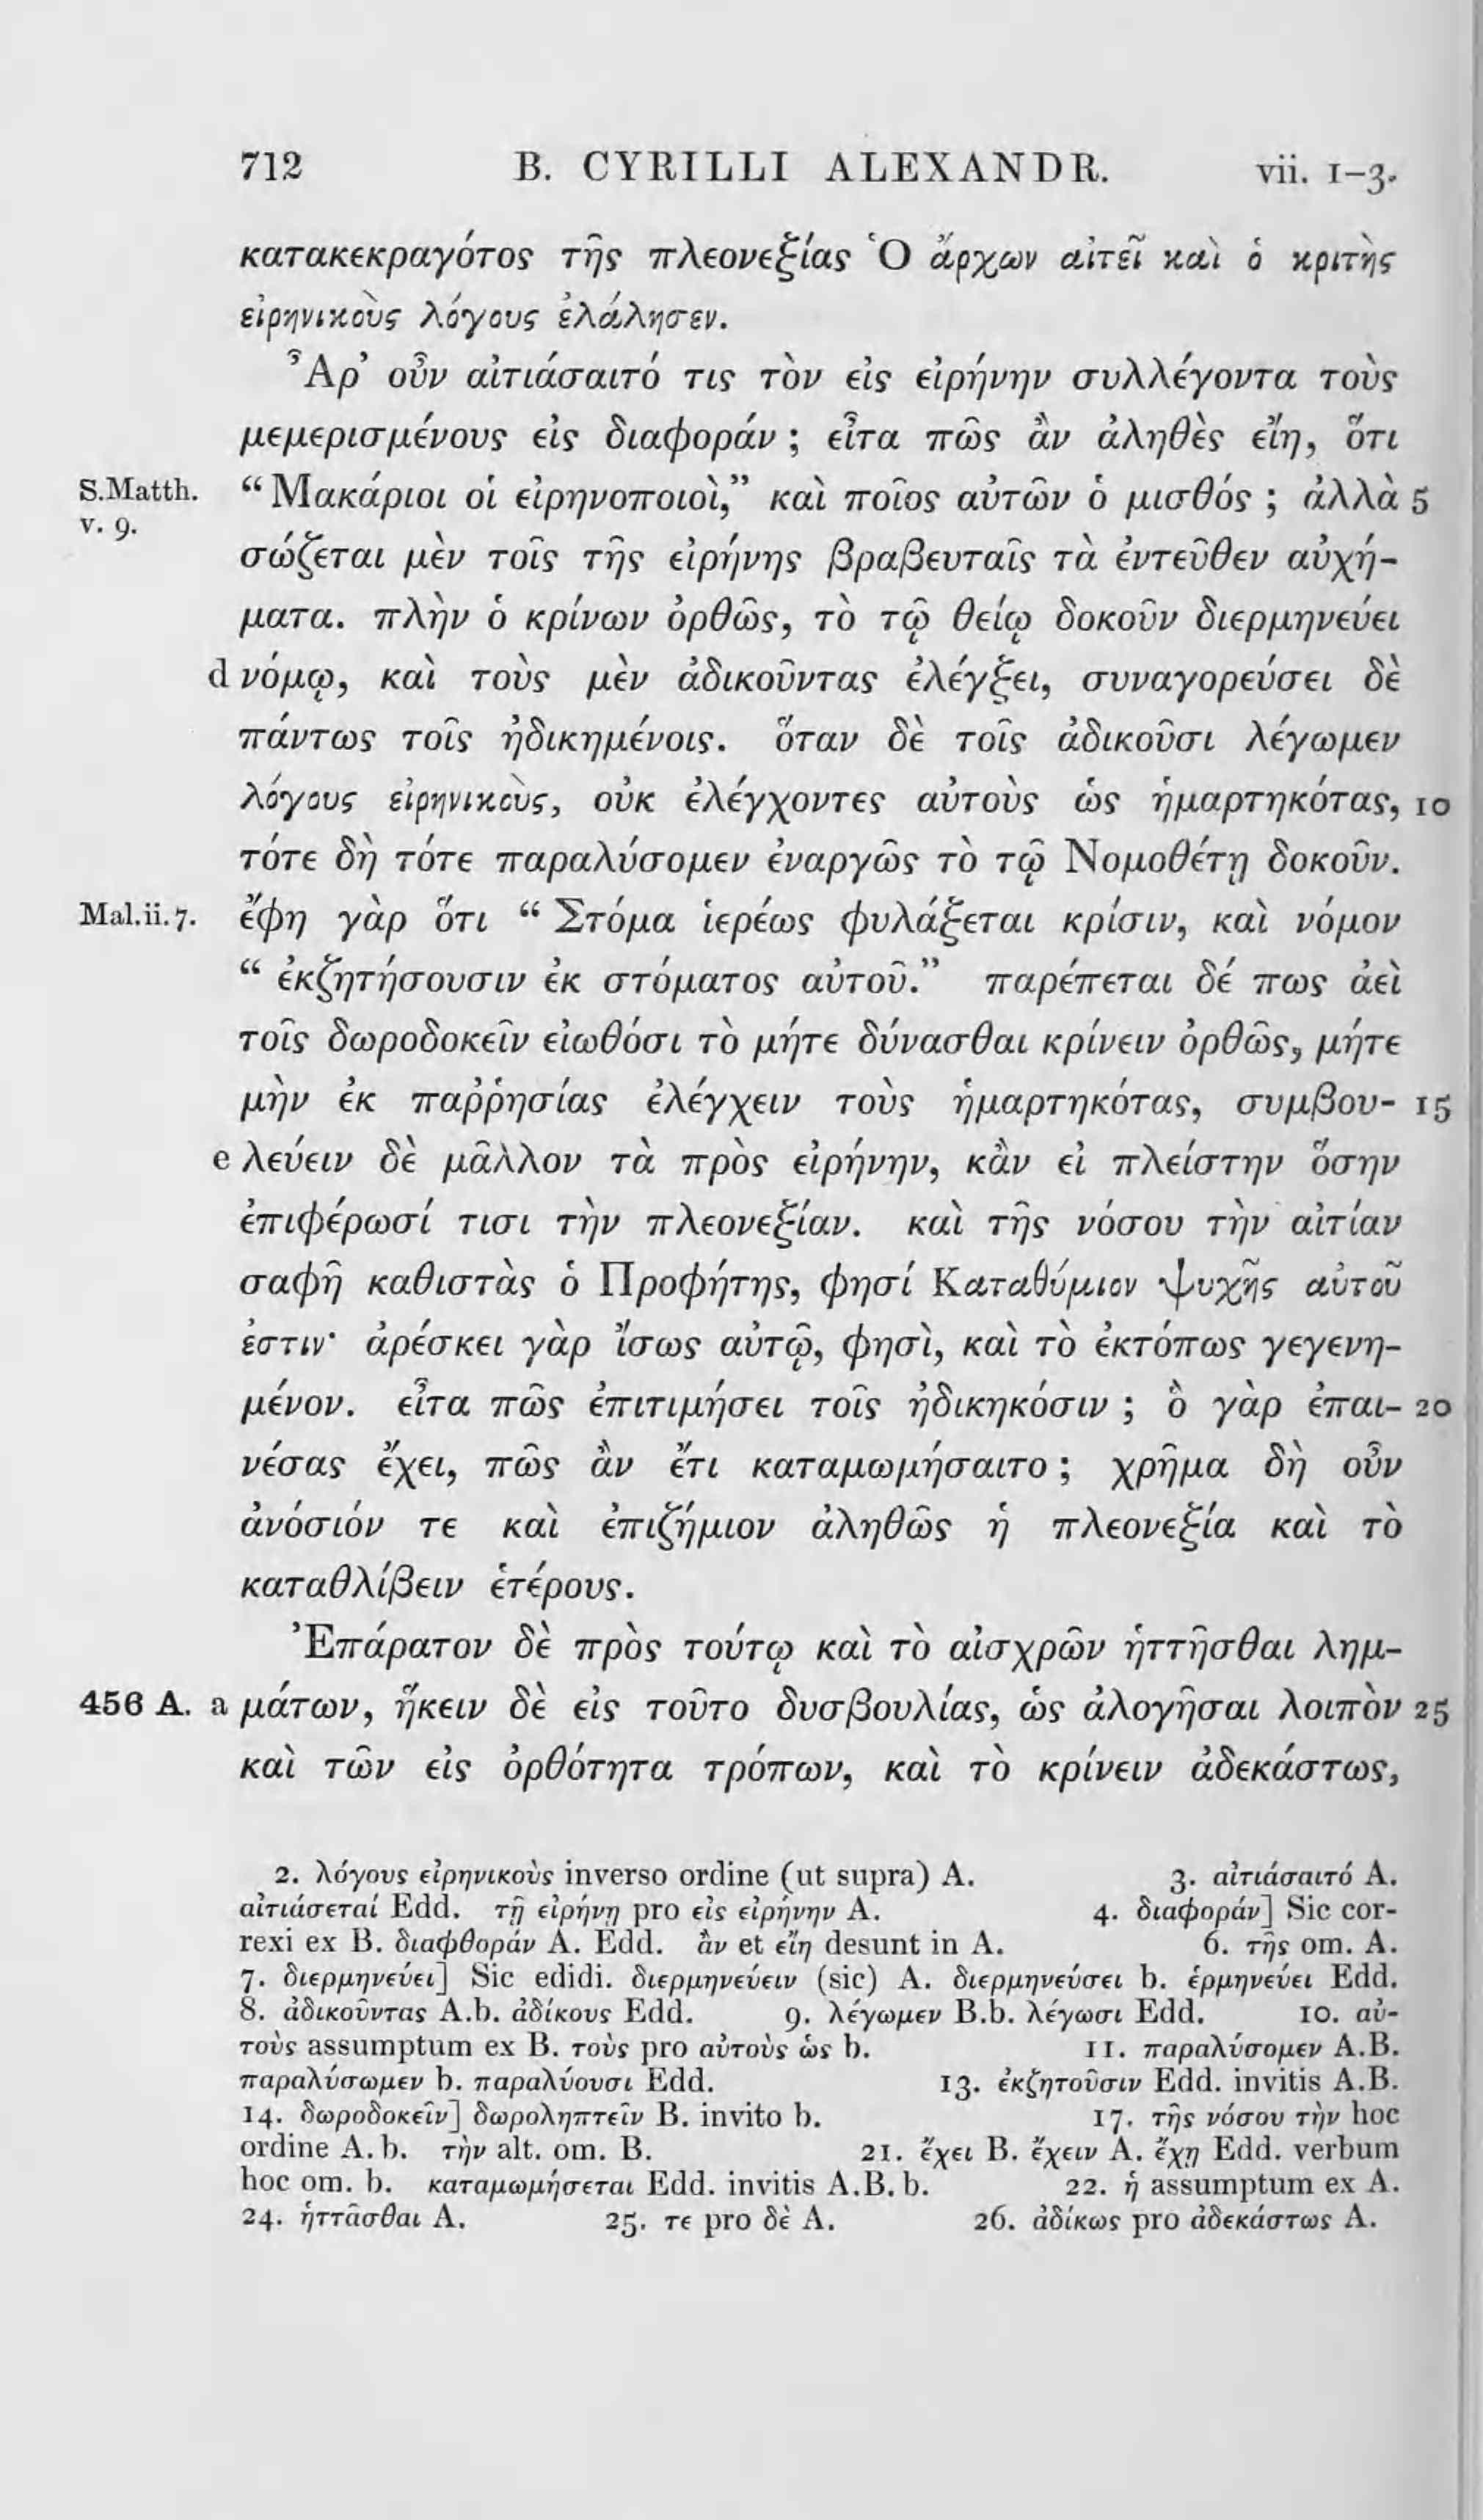 712 B. CYRILLI ALEXANDR. vii. 1–3.
κατακεκραγότος τῆς πλεονεξίας Ὁ ἄρχων αἰτεῖ καὶ ὁ κριτὴς
εἰρηνικοὺς λόγους ἐλάλησεν.
Ἆρ’ οὖν αἰτιάσαιτό τις τὸν εἰς εἰρήνην συλλέγοντα τοὺς
μεμερισμένους εἰς διαφοράν ; εἶτα πῶς ἂν ἀληθὲς εἴη, ὅτι
S.Matth. v. 9. “ Μακάριοι οἱ εἰρηνοποιοὶ,” καὶ ποῖος αὐτῶν ὁ μισθός ; ἀλλὰ 5
σώζεται μὲν τοῖς τῆς εἰρήνης βραβευταῖς τὰ ἐντεῦθεν αὐχή-
ματα. πλὴν ὁ κρίνων ὀρθῶς, τὸ τῷ θείῳ δοκοῦν διερμηνεύει
d νόμῳ, καὶ τοὺς μὲν ἀδικοῦντας ἐλέγξει, συναγορεύσει δὲ
πάντως τοῖς ἠδικημένοις. ὅταν δὲ τοῖς ἀδικοῦσι λέγωμεν
λόγους εἰρηνικοὺς, οὐκ ἐλέγχοντες αὐτοὺς ὡς ἡμαρτηκότας, 10
τότε δὴ τότε παραλύσομεν ἐναργῶς τὸ τῷ Νομοθέτῃ δοκοῦν.
Mal.ii.7. ἔφη γὰρ ὅτι “ Στόμα ἱερέως φυλάξεται κρίσιν, καὶ νόμον
“ ἐκζητήσουσιν ἐκ στόματος αὐτοῦ.” παρέπεται δέ πως ἀεὶ
τοῖς δωροδοκεῖν εἰωθόσι τὸ μήτε δύνασθαι κρίνειν ὀρθῶς, μήτε
μὴν ἐκ παῤῥησίας ἐλέγχειν τοὺς ἡμαρτηκότας, συμβου- 15
e λεύειν δὲ μᾶλλον τὰ πρὸς εἰρήνην, κἂν εἰ πλείστην ὅσην
ἐπιφέρωσί τισι τὴν πλεονεξίαν. καὶ τῆς νόσου τὴν αἰτίαν
σαφῆ καθιστὰς ὁ Προφήτης, φησί Καταθύμιον ψυχῆς αὐτοῦ
ἐστιν· ἀρέσκει γὰρ ἴσως αὐτῷ, φησὶ, καὶ τὸ ἐκτόπως γεγενη-
μένον. εἶτα πῶς ἐπιτιμήσει τοῖς ἠδικηκόσιν ; ὃ γὰρ ἐπαι- 20
νέσας ἔχει, πῶς ἂν ἔτι καταμωμήσαιτο ; χρῆμα δὴ οὖν
ἀνόσιόν τε καὶ ἐπιζήμιον ἀληθῶς ἡ πλεονεξία καὶ τὸ
καταθλίβειν ἑτέρους.
Ἐπάρατον δὲ πρὸς τούτῳ καὶ τὸ αἰσχρῶν ἡττῆσθαι λημ-
456 A. a μάτων, ἥκειν δὲ εἰς τοῦτο δυσβουλίας, ὡς ἀλογῆσαι λοιπὸν 25
καὶ τῶν εἰς ὀρθότητα τρόπων, καὶ τὸ κρίνειν ἀδεκάστως,
2. λόγους εἰρηνικοὺς inverso ordine (ut supra) A. 3. αἰτιάσαιτό A.
αἰτιάσεταί Edd. τῇ εἰρήνῃ pro εἰς εἰρήνην A. 4. διαφοράν] Sic cor-
rexi ex B. διαφθοράν A. Edd. ἂν et εἴη desunt in A. 6. τῆς om. A.
7. διερμηνεύει] Sic edidi. διερμηνεύειν (sic) A. διερμηνεύσει b. ἑρμηνεύει Edd.
8. ἀδικοῦντας A.b. ἀδίκους Edd. 9. λέγωμεν B.b. λέγωσι Edd. 10. αὐ-
τοὺς assumptum ex B. τοὺς pro αὐτοὺς ὡς b. 11. παραλύσομεν A.B.
παραλύσωμεν b. παραλύουσι Edd. 13. ἐκζητοῦσιν Edd. invitis A.B.
14. δωροδοκεῖν] δωροληπτεῖν B. invito b. 17. τῆς νόσου τὴν hoc
ordine A.b. τὴν alt. om. B. 21. ἔχει B. ἔχειν A. ἔχῃ Edd. verbum
hoc om. b. καταμωμήσεται Edd. invitis A.B.b. 22. ἡ assumptum ex A.
24. ἡττᾶσθαι A. 25. τε pro δὲ A. 26. ἀδίκως pro ἀδεκάστως A.